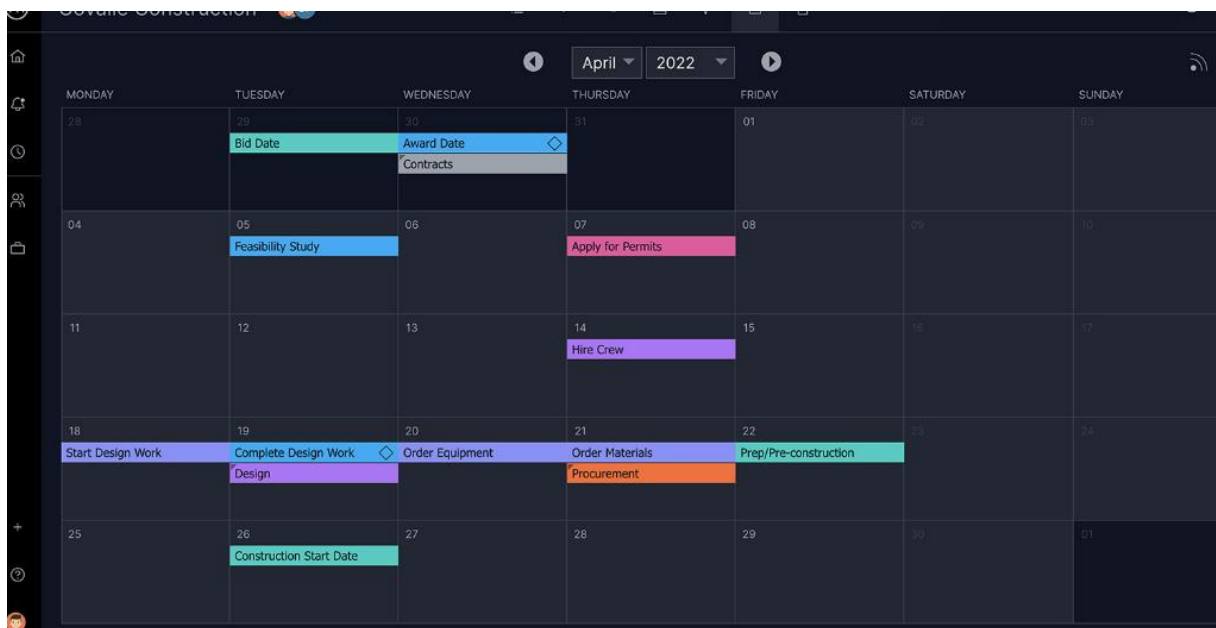 Construction
April 2022
MONDAY TUESDAY WEDNESDAY THURSDAY FRIDAY SATURDAY SUNDAY
28 29 30 31 01 02 03
Bid Date Award Date
Contracts
04 05 06 07 08 09 10
Feasibility Study Apply for Permits
11 12 13 14 15 16 17
Hire Crew
18 19 20 21 22 23 24
Start Design Work Complete Design Work Order Equipment Order Materials Prep/Pre-construction
Design Procurement
25 26 27 28 29 30 01
Construction Start Date